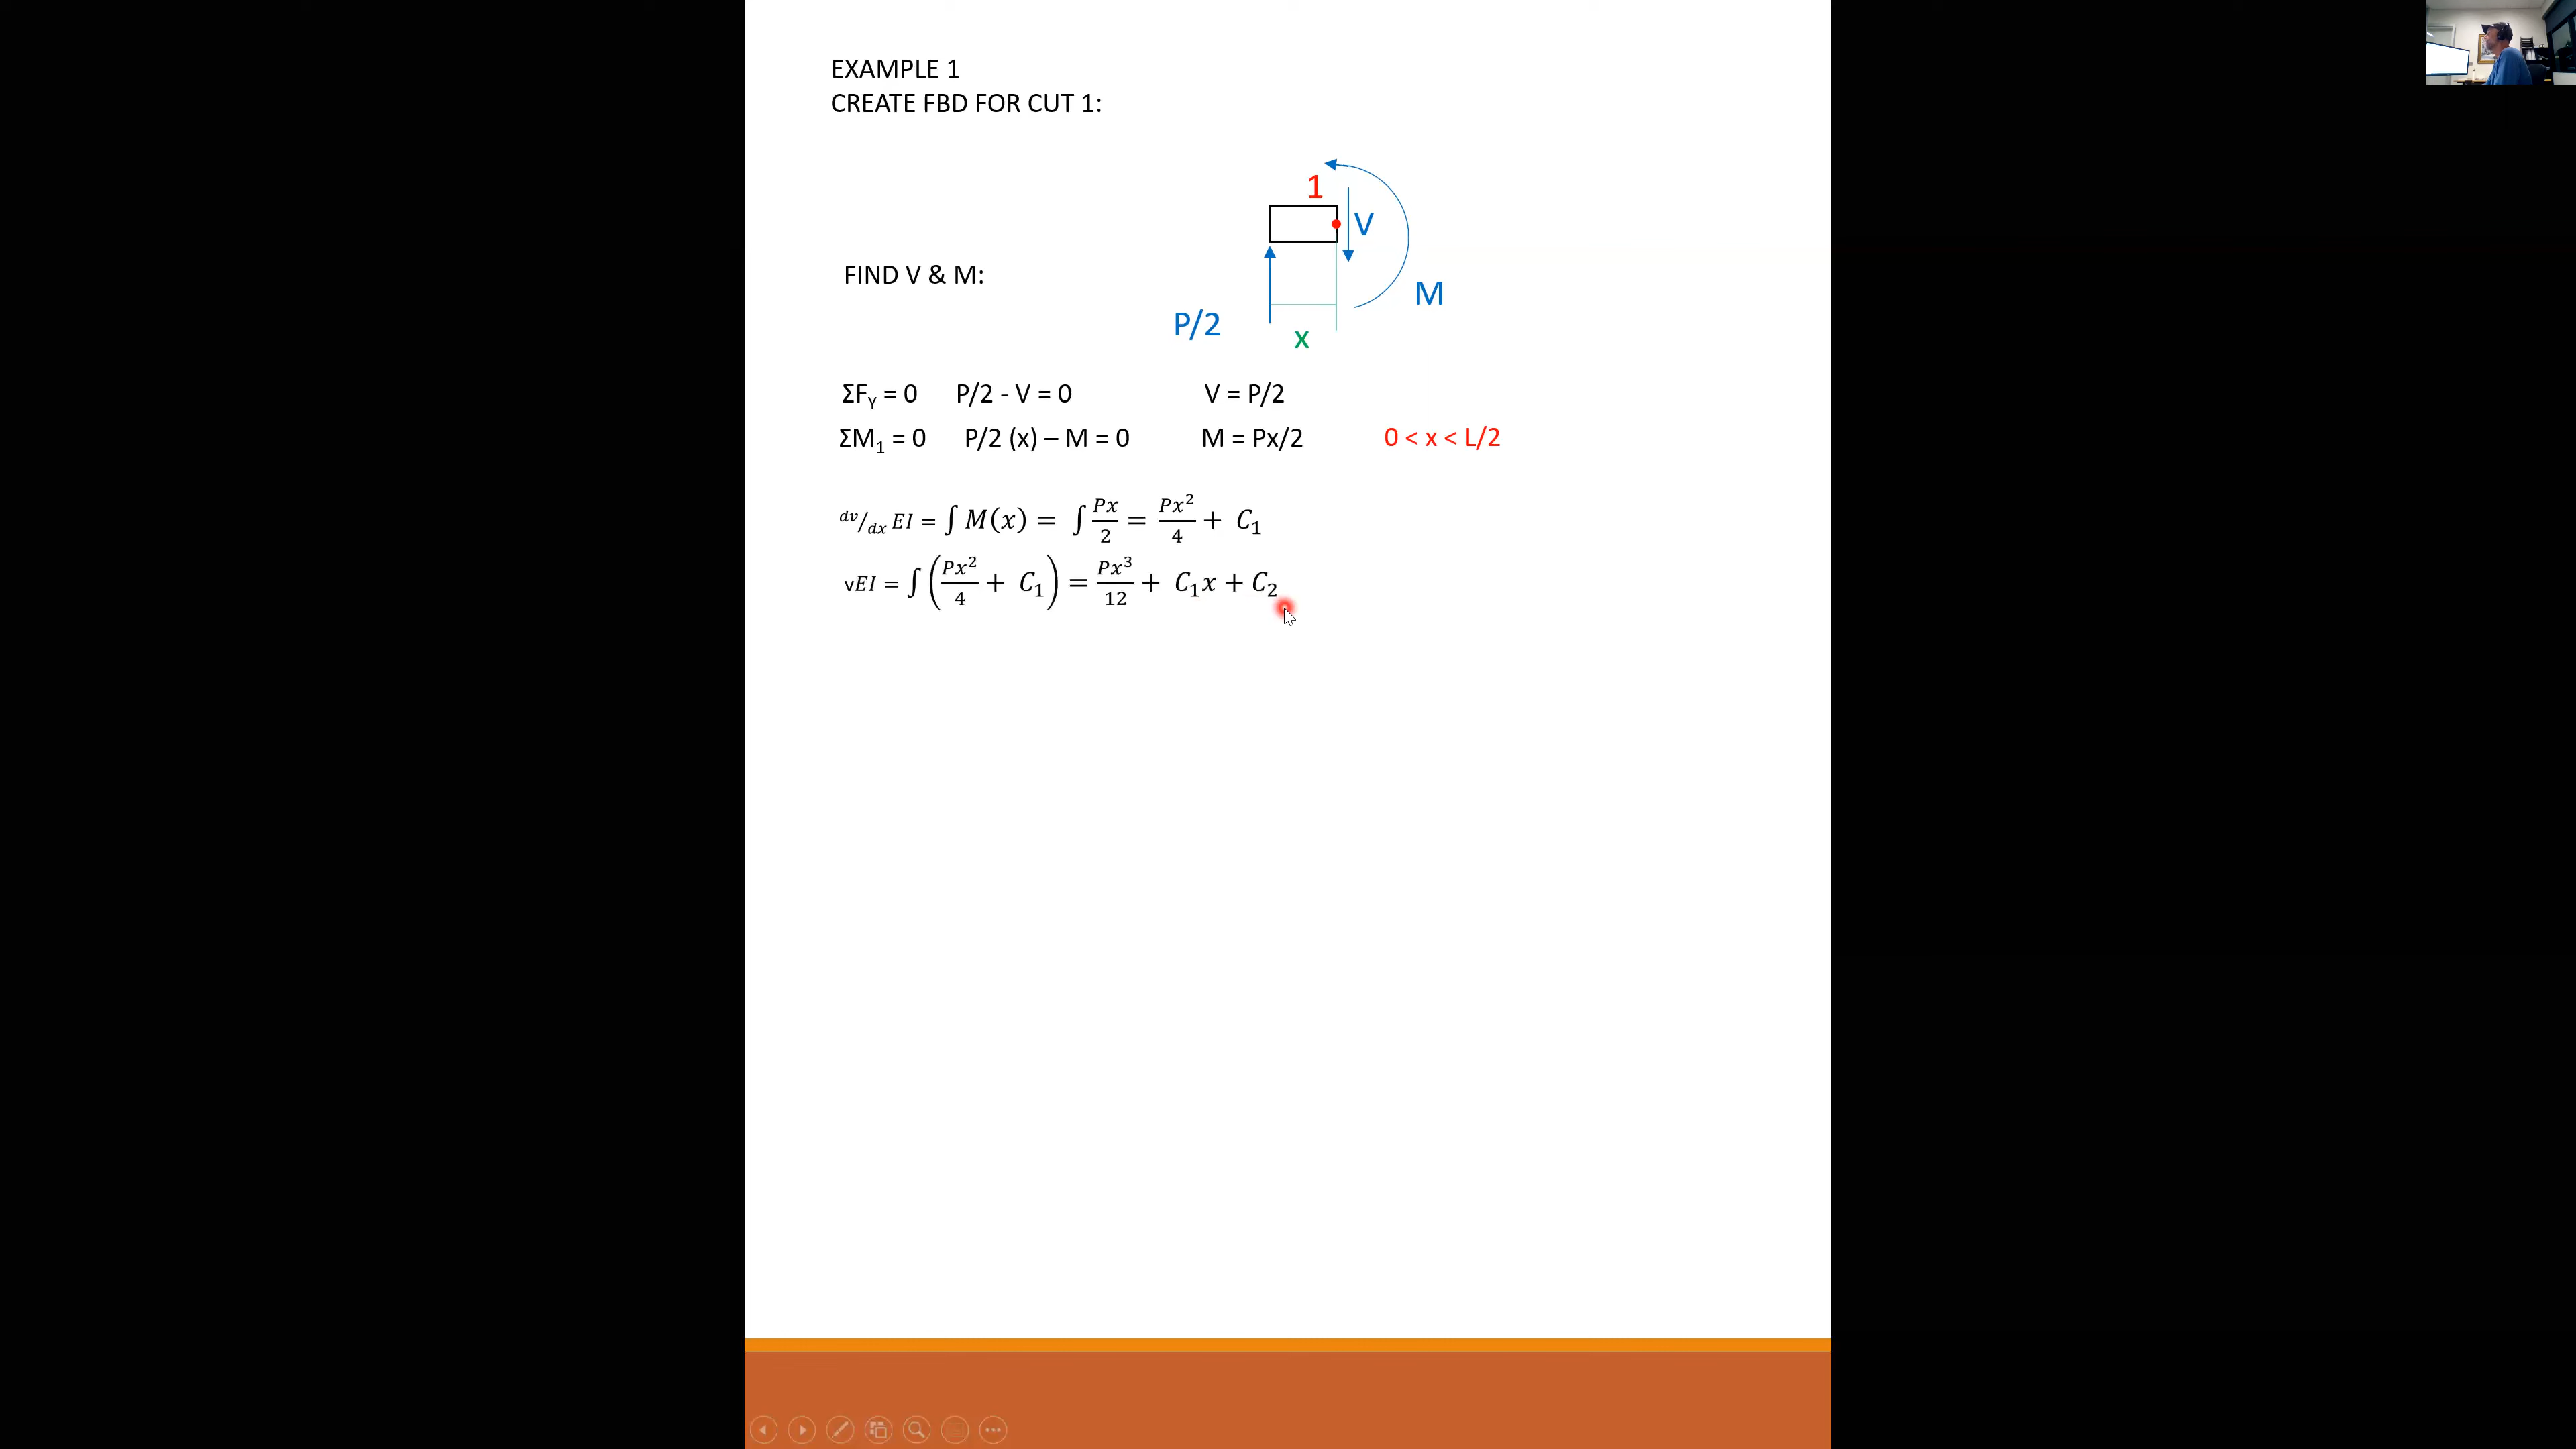 EXAMPLE 1
CREATE FBD FOR CUT 1:
1
V
FIND V & M:
M
P/2
x
ΣF_Y = 0 P/2 - V = 0 V = P/2
ΣM₁ = 0 P/2 (x) – M = 0 M = Px/2 0 < x < L/2
dv/dx EI = ∫ M(x) = ∫ Px/2 = Px²/4 + C₁
vEI = ∫ (Px²/4 + C₁) = Px³/12 + C₁x + C₂